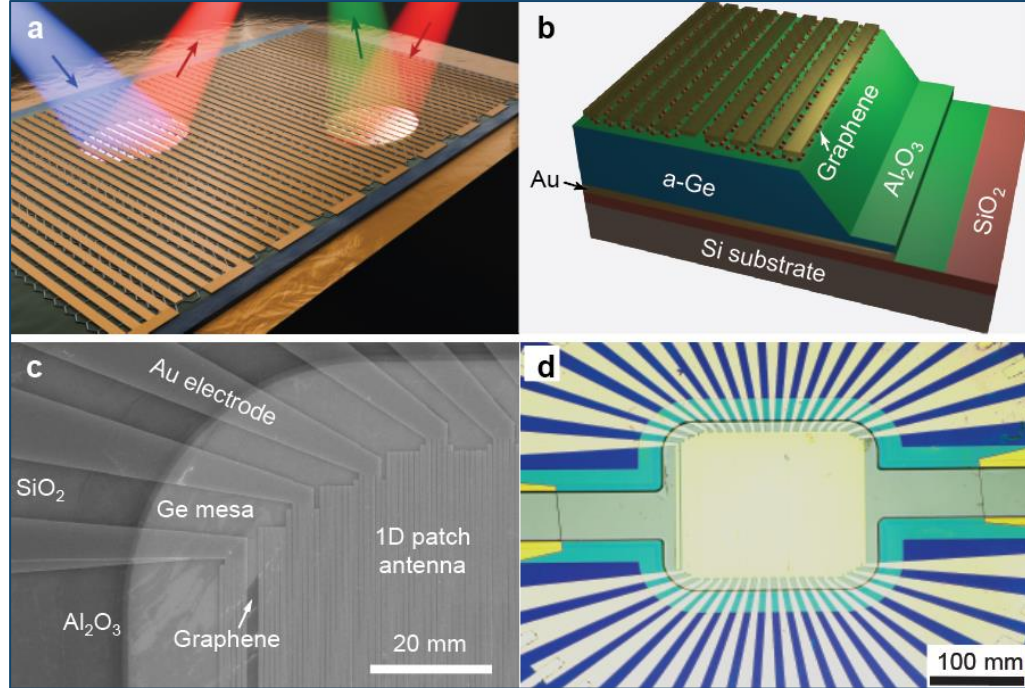 a
b
Au
a-Ge
Graphene
Al₂O₃
SiO₂
Si substrate
c
Au electrode
SiO₂
Ge mesa
1D patch
antenna
Al₂O₃
Graphene
20 mm
d
100 mm